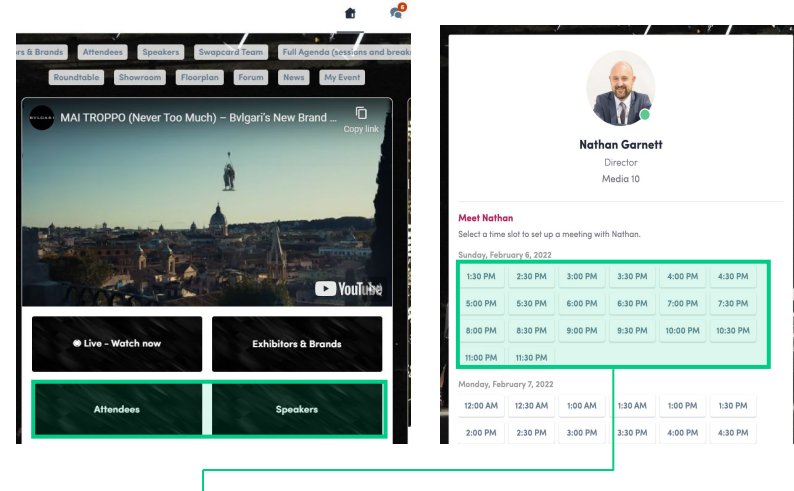 6
rs & Brands Attendees Speakers Swapcard Team Full Agenda (sessions and break
Roundtable Showroom Floorplan Forum News My Event
BVLGARI MAI TROPPO (Never Too Much) – Bvlgari's New Brand ...
Copy link
YouTube
Live - Watch now Exhibitors & Brands
Attendees Speakers
Nathan Garnett
Director
Media 10
Meet Nathan
Select a time slot to set up a meeting with Nathan.
Sunday, February 6, 2022
1:30 PM 2:30 PM 3:00 PM 3:30 PM 4:00 PM 4:30 PM
5:00 PM 5:30 PM 6:00 PM 6:30 PM 7:00 PM 7:30 PM
8:00 PM 8:30 PM 9:00 PM 9:30 PM 10:00 PM 10:30 PM
11:00 PM 11:30 PM
Monday, February 7, 2022
12:00 AM 12:30 AM 1:00 AM 1:30 AM 1:00 PM 1:30 PM
2:00 PM 2:30 PM 3:00 PM 3:30 PM 4:00 PM 4:30 PM